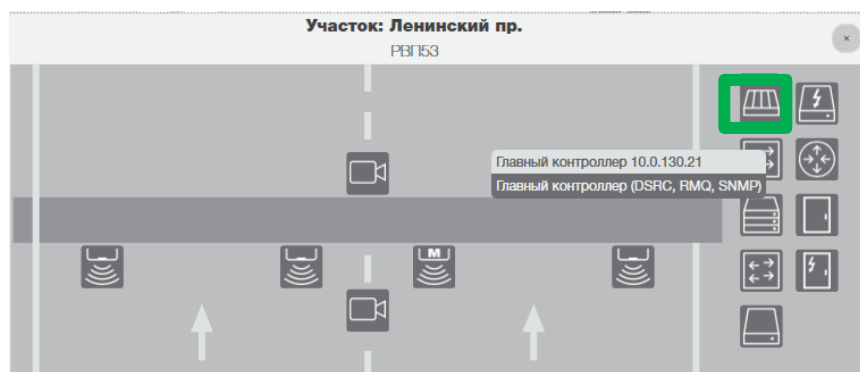 Участок: Ленинский пр.
РВП53
×
Главный контроллер 10.0.130.21
Главный контроллер (DSRC, RMQ, SNMP)
M